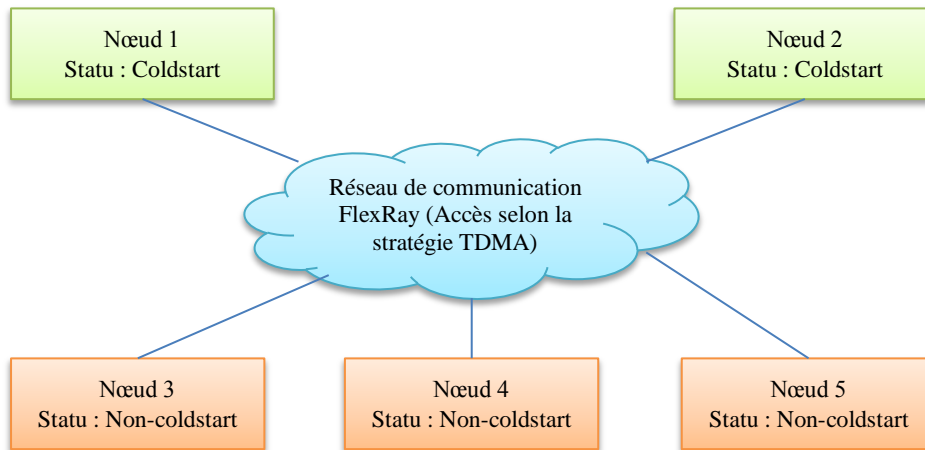 Nœud 1
Statu : Coldstart
Nœud 2
Statu : Coldstart
Réseau de communication
FlexRay (Accès selon la
stratégie TDMA)
Nœud 3
Statu : Non-coldstart
Nœud 4
Statu : Non-coldstart
Nœud 5
Statu : Non-coldstart